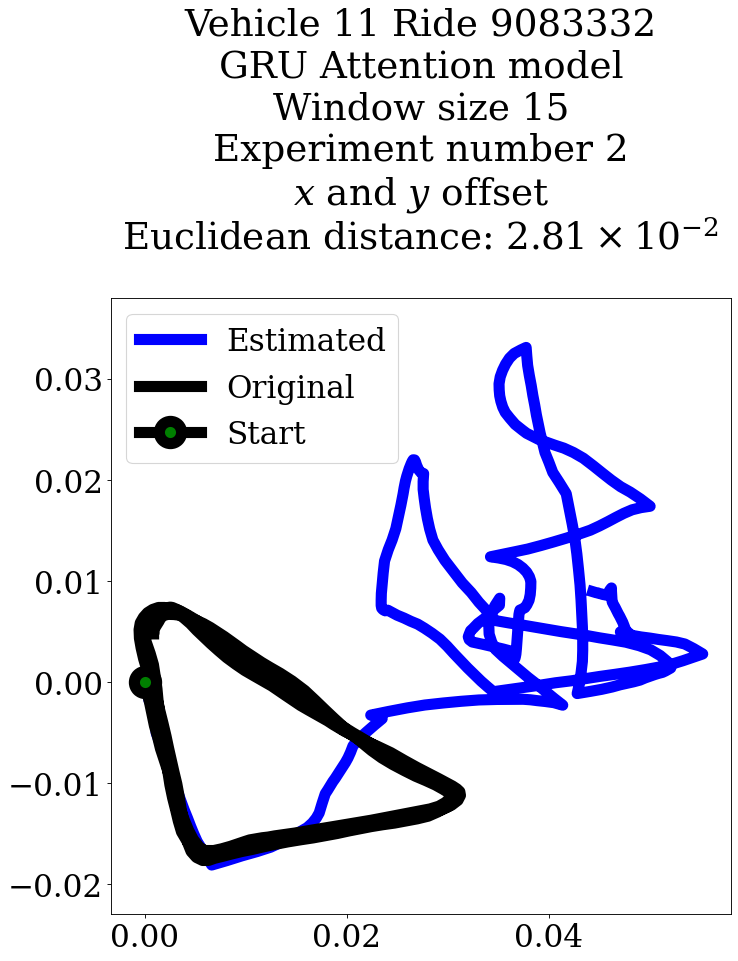 Vehicle 11 Ride 9083332
GRU Attention model
Window size 15
Experiment number 2
x and y offset
Euclidean distance: 2.81 × 10⁻²
Estimated
Original
Start
0.03
0.02
0.01
0.00
−0.01
−0.02
0.00 0.02 0.04